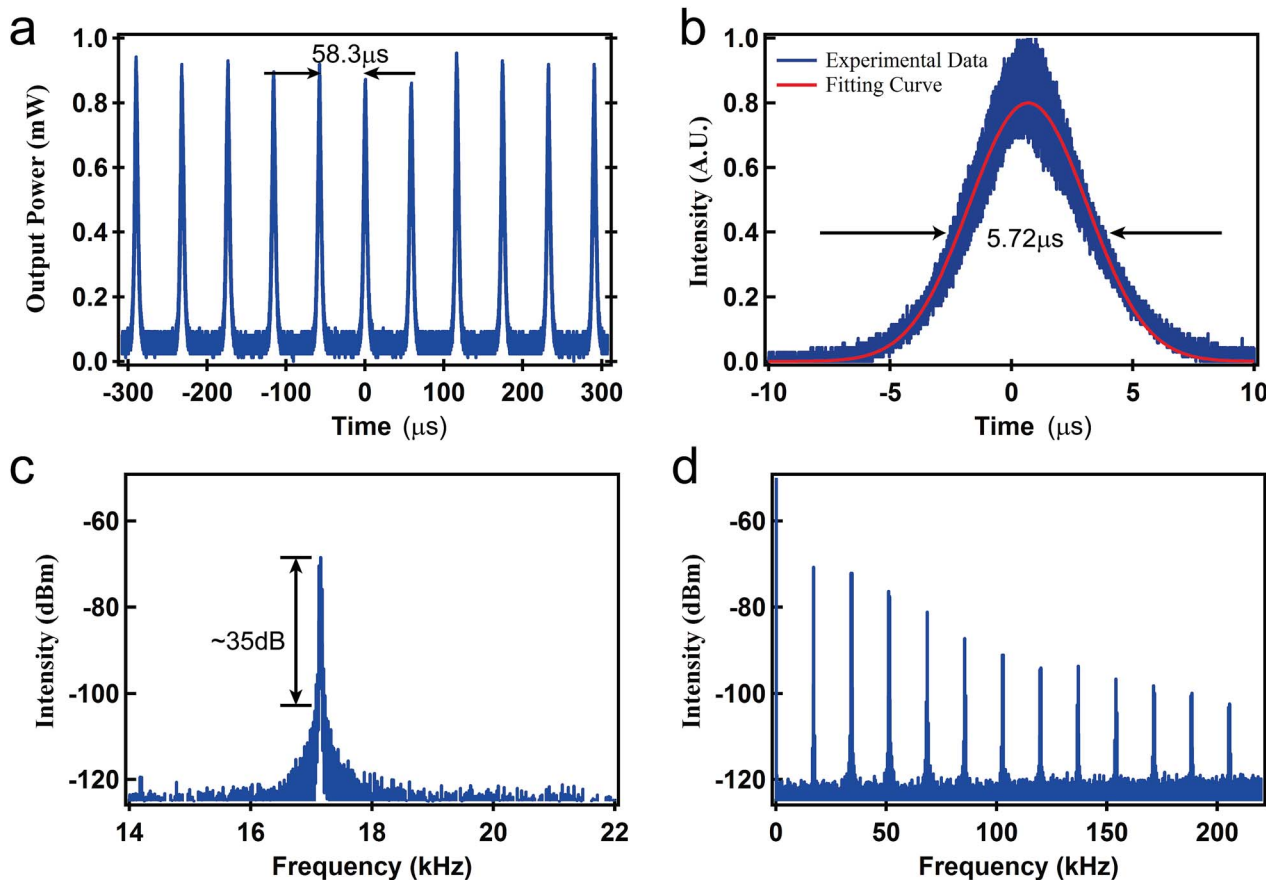 a
1.0
0.8
0.6
0.4
0.2
0.0
Output Power (mW)
58.3μs
-300 -200 -100 0 100 200 300
Time (μs)
b
1.0
0.8
0.6
0.4
0.2
0.0
Intensity (A.U.)
Experimental Data
Fitting Curve
5.72μs
-10 -5 0 5 10
Time (μs)
c
-60
-80
-100
-120
Intensity (dBm)
~35dB
14 16 18 20 22
Frequency (kHz)
d
-60
-80
-100
-120
Intensity (dBm)
0 50 100 150 200
Frequency (kHz)